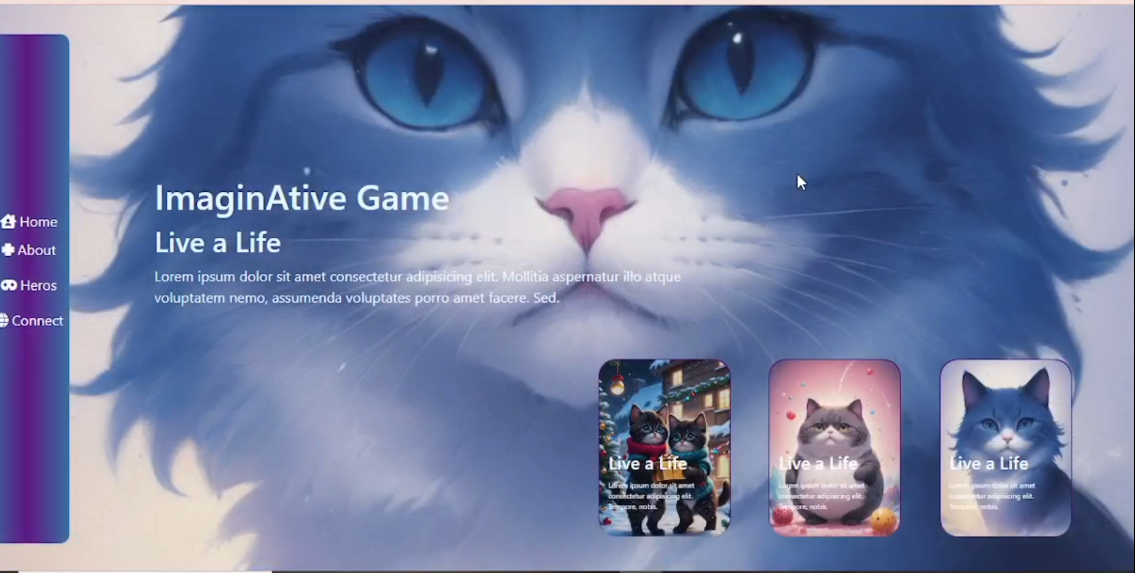 Home
About
Heros
Connect
ImaginAtive Game
Live a Life
Lorem ipsum dolor sit amet consectetur adipisicing elit. Mollitia aspernatur illo atque
voluptatem nemo, assumenda voluptates porro amet facere. Sed.
Live a Life
Lorem ipsum dolor sit amet
consectetur adipisicing elit.
Tempore, nobis.
Live a Life
Lorem ipsum dolor sit amet
consectetur adipisicing elit.
Tempore, nobis.
Live a Life
Lorem ipsum dolor sit amet
consectetur adipisicing elit.
Tempore, nobis.